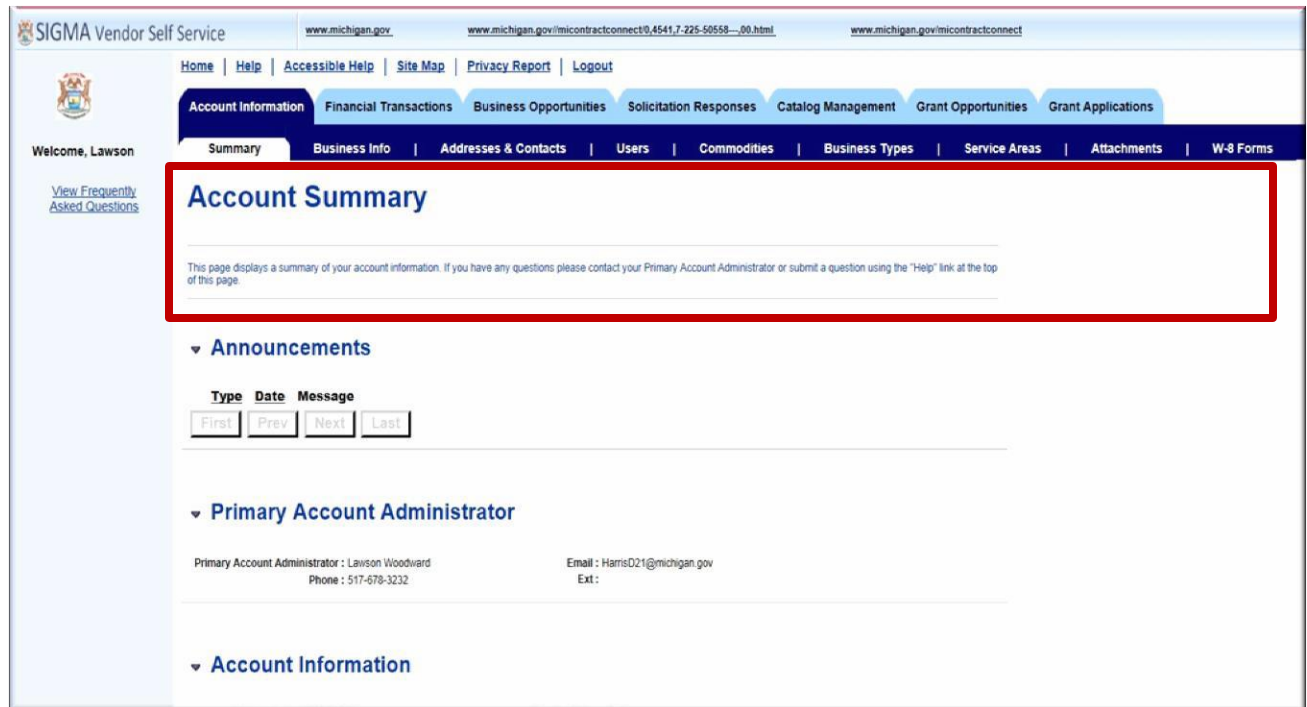 SIGMA Vendor Self Service
www.michigan.gov
www.michigan.gov//micontractconnect/0,4541,7-225-50558---,00.html
www.michigan.gov/micontractconnect
Home | Help | Accessible Help | Site Map | Privacy Report | Logout
Account Information Financial Transactions Business Opportunities Solicitation Responses Catalog Management Grant Opportunities Grant Applications
Welcome, Lawson
Summary Business Info | Addresses & Contacts | Users | Commodities | Business Types | Service Areas | Attachments | W-8 Forms
View Frequently
Asked Questions
Account Summary
This page displays a summary of your account information. If you have any questions please contact your Primary Account Administrator or submit a question using the "Help" link at the top
of this page.
Announcements
Type Date Message
First Prev Next Last
Primary Account Administrator
Primary Account Administrator : Lawson Woodward
Email : HarrisD21@michigan.gov
Phone : 517-678-3232
Ext :
Account Information